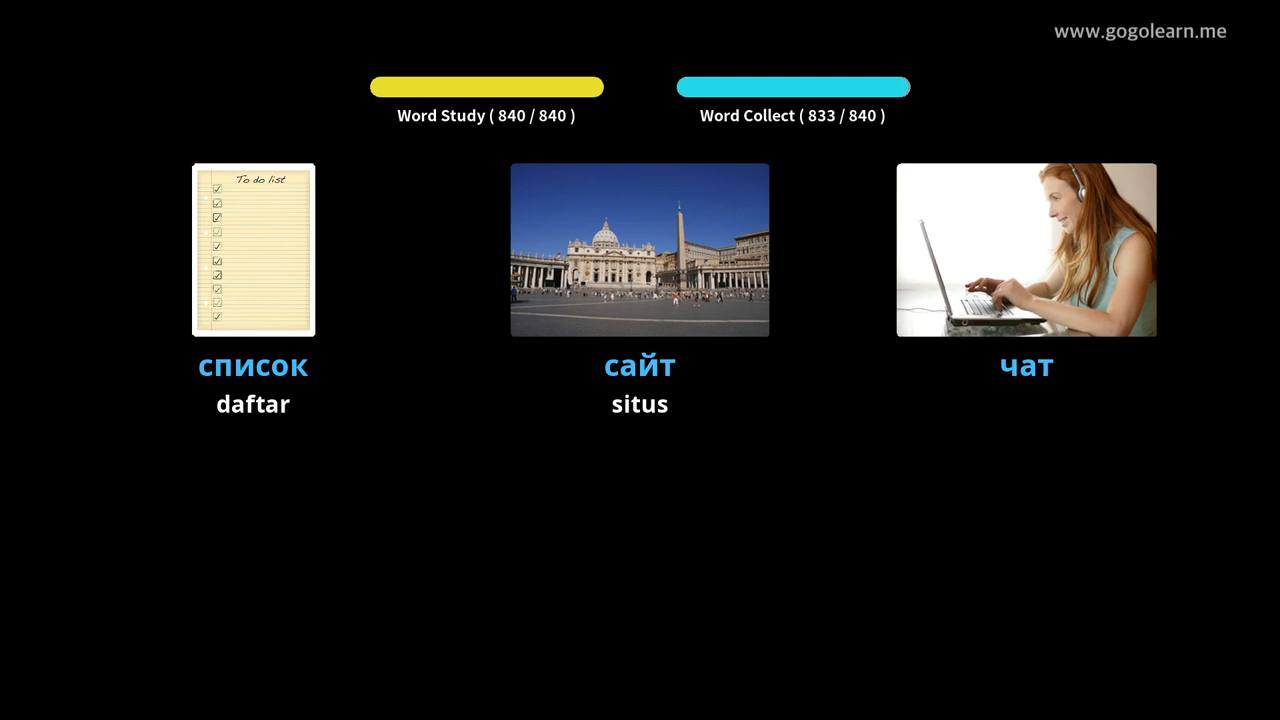 www.gogolearn.me
Word Study ( 840 / 840 )
Word Collect ( 833 / 840 )
To do list
список
сайт
чат
daftar
situs